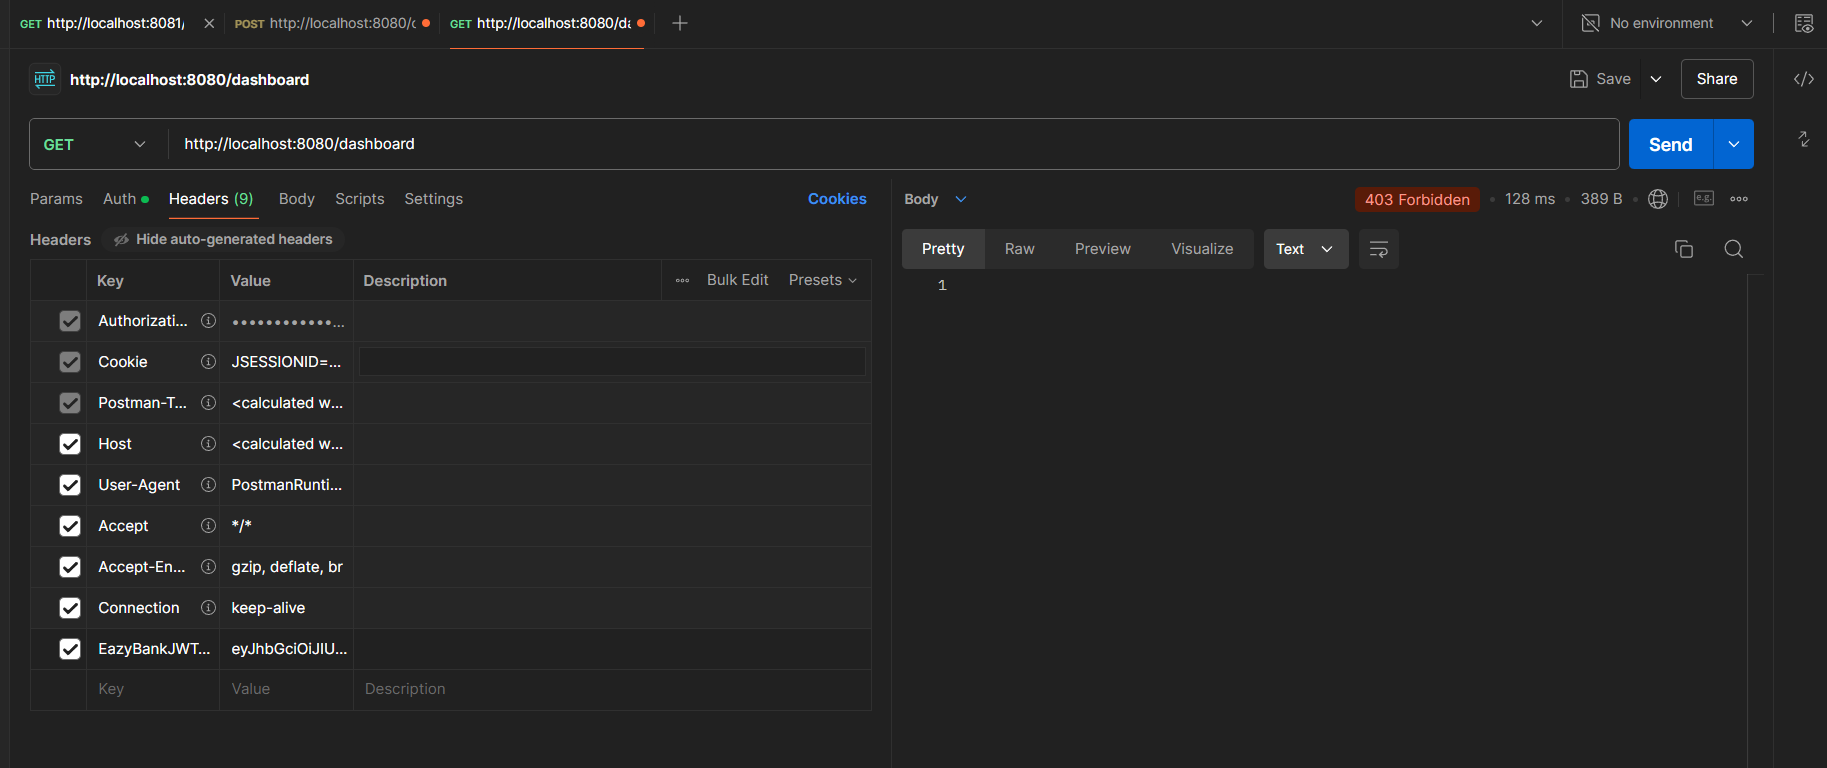 GET http://localhost:8081/ POST http://localhost:8080/c GET http://localhost:8080/da No environment
HTTP http://localhost:8080/dashboard Save Share
GET http://localhost:8080/dashboard Send
Params Auth Headers (9) Body Scripts Settings Cookies
Body 403 Forbidden 128 ms 389 B e.g.
Headers Hide auto-generated headers
Pretty Raw Preview Visualize Text
Key Value Description Bulk Edit Presets
1
Authorizati... ••••••••••••...
Cookie JSESSIONID=...
Postman-T... <calculated w...
Host <calculated w...
User-Agent PostmanRunti...
Accept */*
Accept-En... gzip, deflate, br
Connection keep-alive
EazyBankJWT... eyJhbGciOiJIU...
Key Value Description